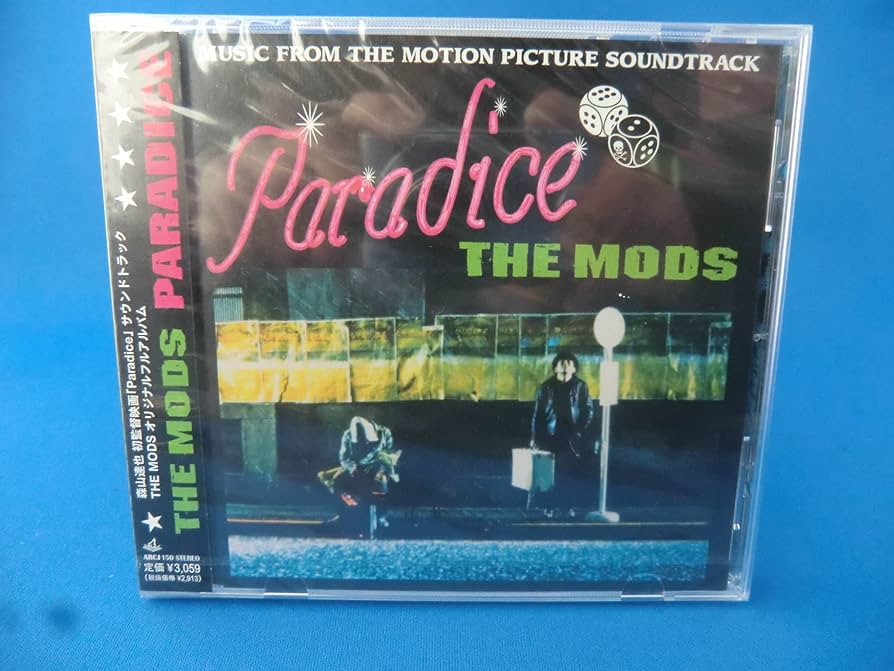 MUSIC FROM THE MOTION PICTURE SOUNDTRACK
Paradice
THE MODS
THE MODS PARADICE
森山達也 初監督映画「Paradice」サウンドトラック
THE MODS オリジナルフルアルバム
ARCJ 150 STEREO
定価 ¥3,059
(税抜価格 ¥2,913)